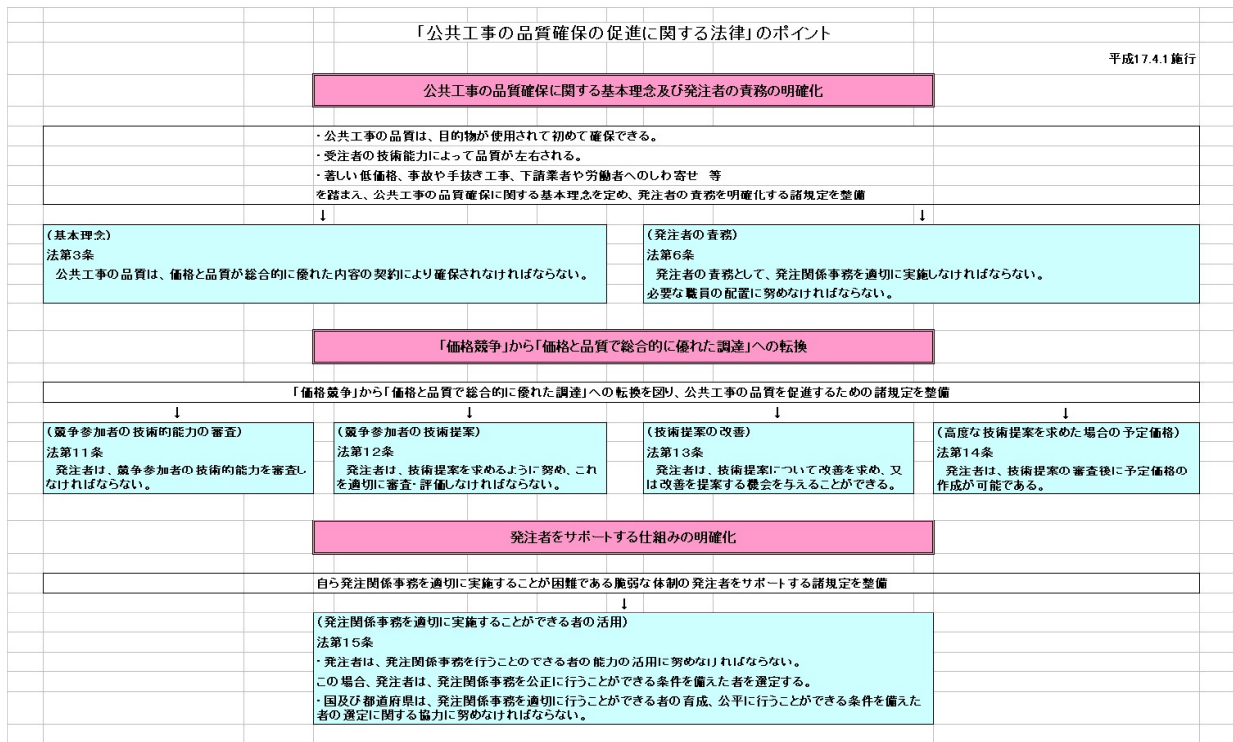 「公共工事の品質確保の促進に関する法律」のポイント
平成17.4.1施行
公共工事の品質確保に関する基本理念及び発注者の責務の明確化
・公共工事の品質は、目的物が使用されて初めて確保できる。
・受注者の技術能力によって品質が左右される。
・著しい低価格、事故や手抜き工事、下請業者や労働者へのしわ寄せ　等
を踏まえ、公共工事の品質確保に関する基本理念を定め、発注者の責務を明確化する諸規定を整備
↓
↓
(基本理念)
法第3条
公共工事の品質は、価格と品質が総合的に優れた内容の契約により確保されなければならない。
(発注者の責務)
法第6条
発注者の責務として、発注関係事務を適切に実施しなければならない。
必要な職員の配置に努めなければならない。
「価格競争」から「価格と品質で総合的に優れた調達」への転換
「価格競争」から「価格と品質で総合的に優れた調達」への転換を図り、公共工事の品質を促進するための諸規定を整備
↓
↓
↓
↓
(競争参加者の技術的能力の審査)
法第11条
発注者は、競争参加者の技術的能力を審査し
なければならない。
(競争参加者の技術提案)
法第12条
発注者は、技術提案を求めるように努め、これ
を適切に審査・評価しなければならない。
(技術提案の改善)
法第13条
発注者は、技術提案について改善を求め、又
は改善を提案する機会を与えることができる。
(高度な技術提案を求めた場合の予定価格)
法第14条
発注者は、技術提案の審査後に予定価格の
作成が可能である。
発注者をサポートする仕組みの明確化
自ら発注関係事務を適切に実施することが困難である脆弱な体制の発注者をサポートする諸規定を整備
↓
(発注関係事務を適切に実施することができる者の活用)
法第15条
・発注者は、発注関係事務を行うことのできる者の能力の活用に努めなければならない。
この場合、発注者は、発注関係事務を公正に行うことができる条件を備えた者を選定する。
・国及び都道府県は、発注関係事務を適切に行うことができる者の育成、公平に行うことができる条件を備えた
者の選定に関する協力に努めなければならない。